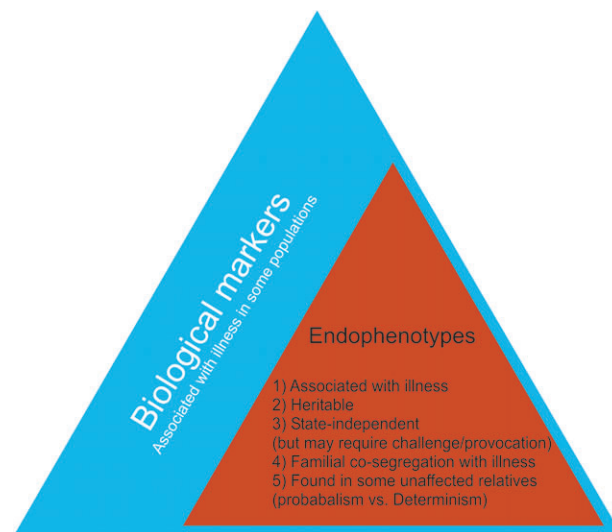 Biological markers
Associated with illness in some populations
Endophenotypes
1) Associated with illness
2) Heritable
3) State-independent
(but may require challenge/provocation)
4) Familial co-segregation with illness
5) Found in some unaffected relatives
(probabalism vs. Determinism)